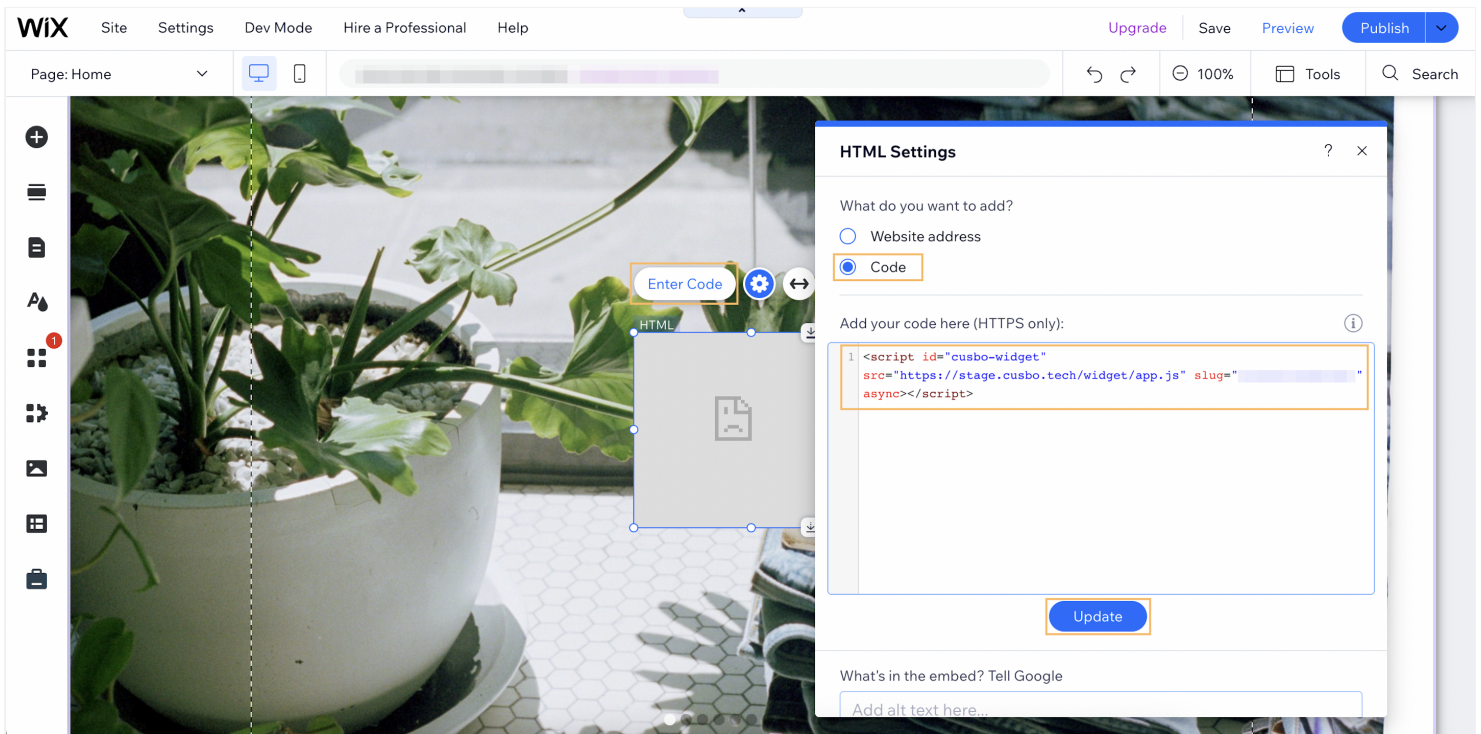 WiX Site Settings Dev Mode Hire a Professional Help Upgrade Save Preview Publish
Page: Home 100% Tools Search
HTML Settings ?
What do you want to add?
Website address
Code
1
Enter Code
HTML
Add your code here (HTTPS only):
1 <script id="cusbo-widget"
src="https://stage.cusbo.tech/widget/app.js" slug=" "
async></script>
Update
What's in the embed? Tell Google
Add alt text here...